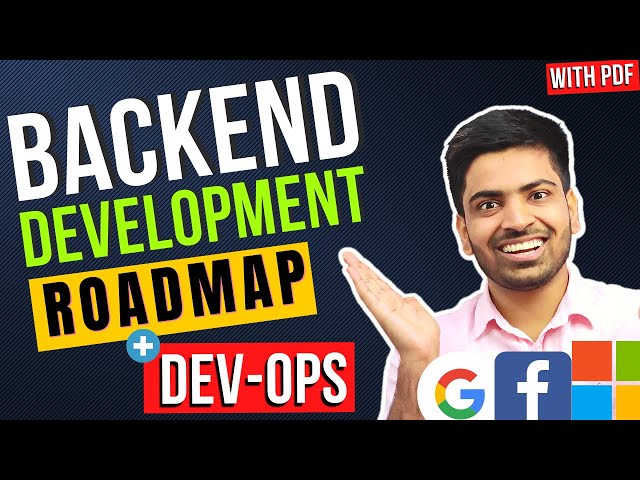 WITH PDF
BACKEND
DEVELOPMENT
ROADMAP
+
DEV-OPS
G f